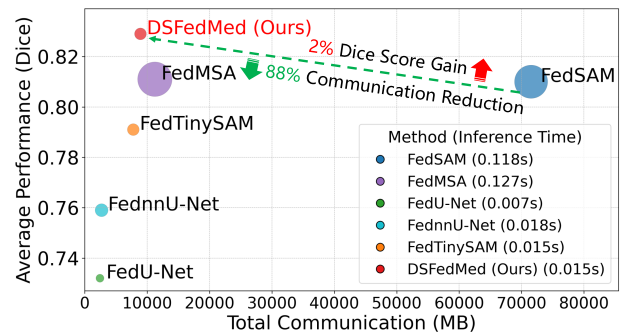 DSFedMed (Ours)
2% Dice Score Gain
88% Communication Reduction
FedMSA
FedSAM
FedTinySAM
FednnU-Net
FedU-Net
Method (Inference Time)
FedSAM (0.118s)
FedMSA (0.127s)
FedU-Net (0.007s)
FednnU-Net (0.018s)
FedTinySAM (0.015s)
DSFedMed (Ours) (0.015s)
Average Performance (Dice)
0.82
0.80
0.78
0.76
0.74
0 10000 20000 30000 40000 50000 60000 70000 80000
Total Communication (MB)